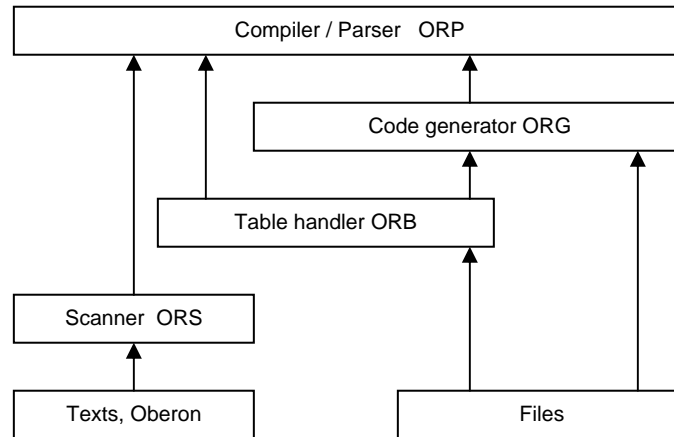 Compiler / Parser   ORP
Code generator ORG
Table handler ORB
Scanner  ORS
Texts, Oberon
Files